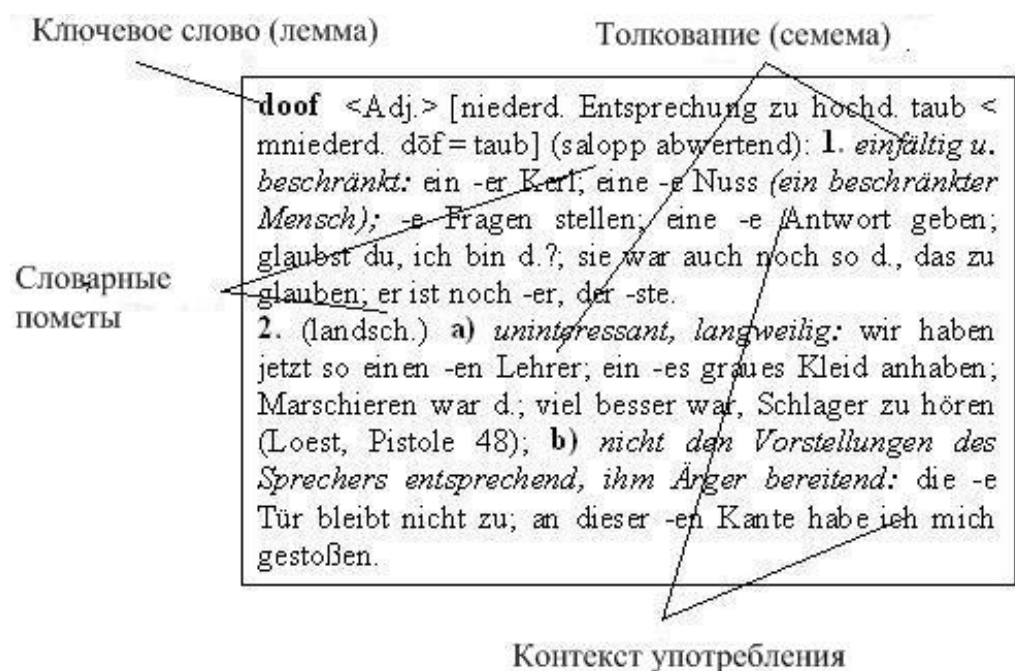 Ключевое слово (лемма)
Толкование (семема)
doof <Adj.> [niederd. Entsprechung zu hochd. taub <
mniederd. dōf = taub] (salopp abwertend): 1. einfältig u.
beschränkt: ein -er Kerl; eine -e Nuss (ein beschränkter
Mensch); -e Fragen stellen; eine -e Antwort geben;
glaubst du, ich bin d.?; sie war auch noch so d., das zu
glauben; er ist noch -er, der -ste.
Словарные
пометы
2. (landsch.) a) uninteressant, langweilig: wir haben
jetzt so einen -en Lehrer; ein -es graues Kleid anhaben;
Marschieren war d.; viel besser war, Schlager zu hören
(Loest, Pistole 48); b) nicht den Vorstellungen des
Sprechers entsprechend, ihm Ärger bereitend: die -e
Tür bleibt nicht zu; an dieser -en Kante habe ich mich
gestoßen.
Контекст употребления